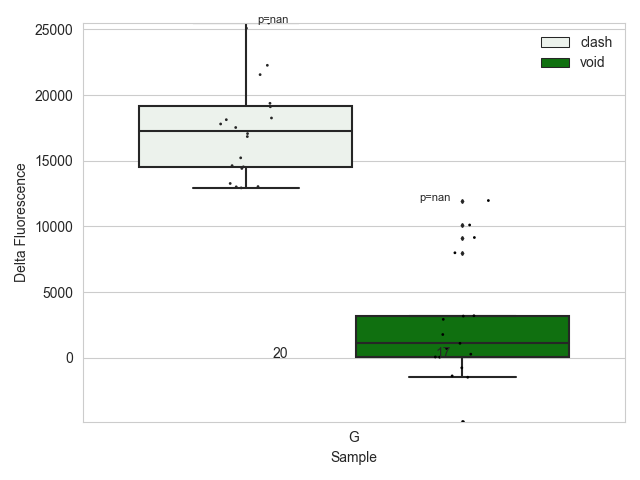 p=nan
clash
void
25000
20000
15000
10000
5000
0
Delta Fluorescence
p=nan
20
17
G
Sample